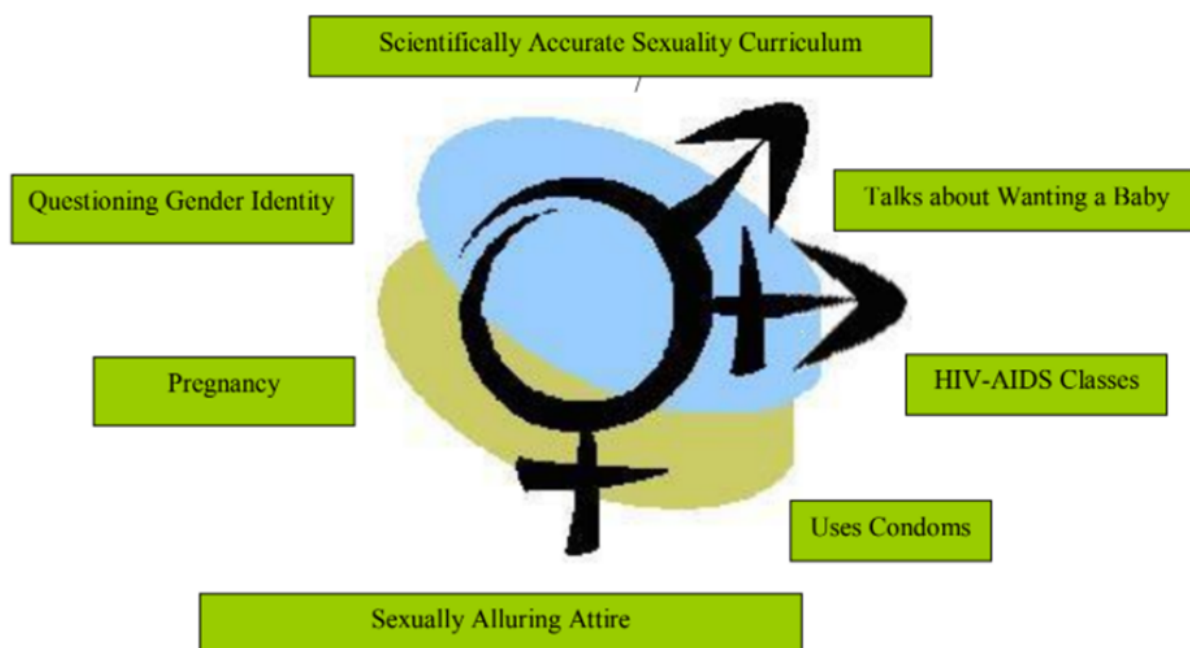 Scientifically Accurate Sexuality Curriculum
Questioning Gender Identity
Talks about Wanting a Baby
Pregnancy
HIV-AIDS Classes
Uses Condoms
Sexually Alluring Attire